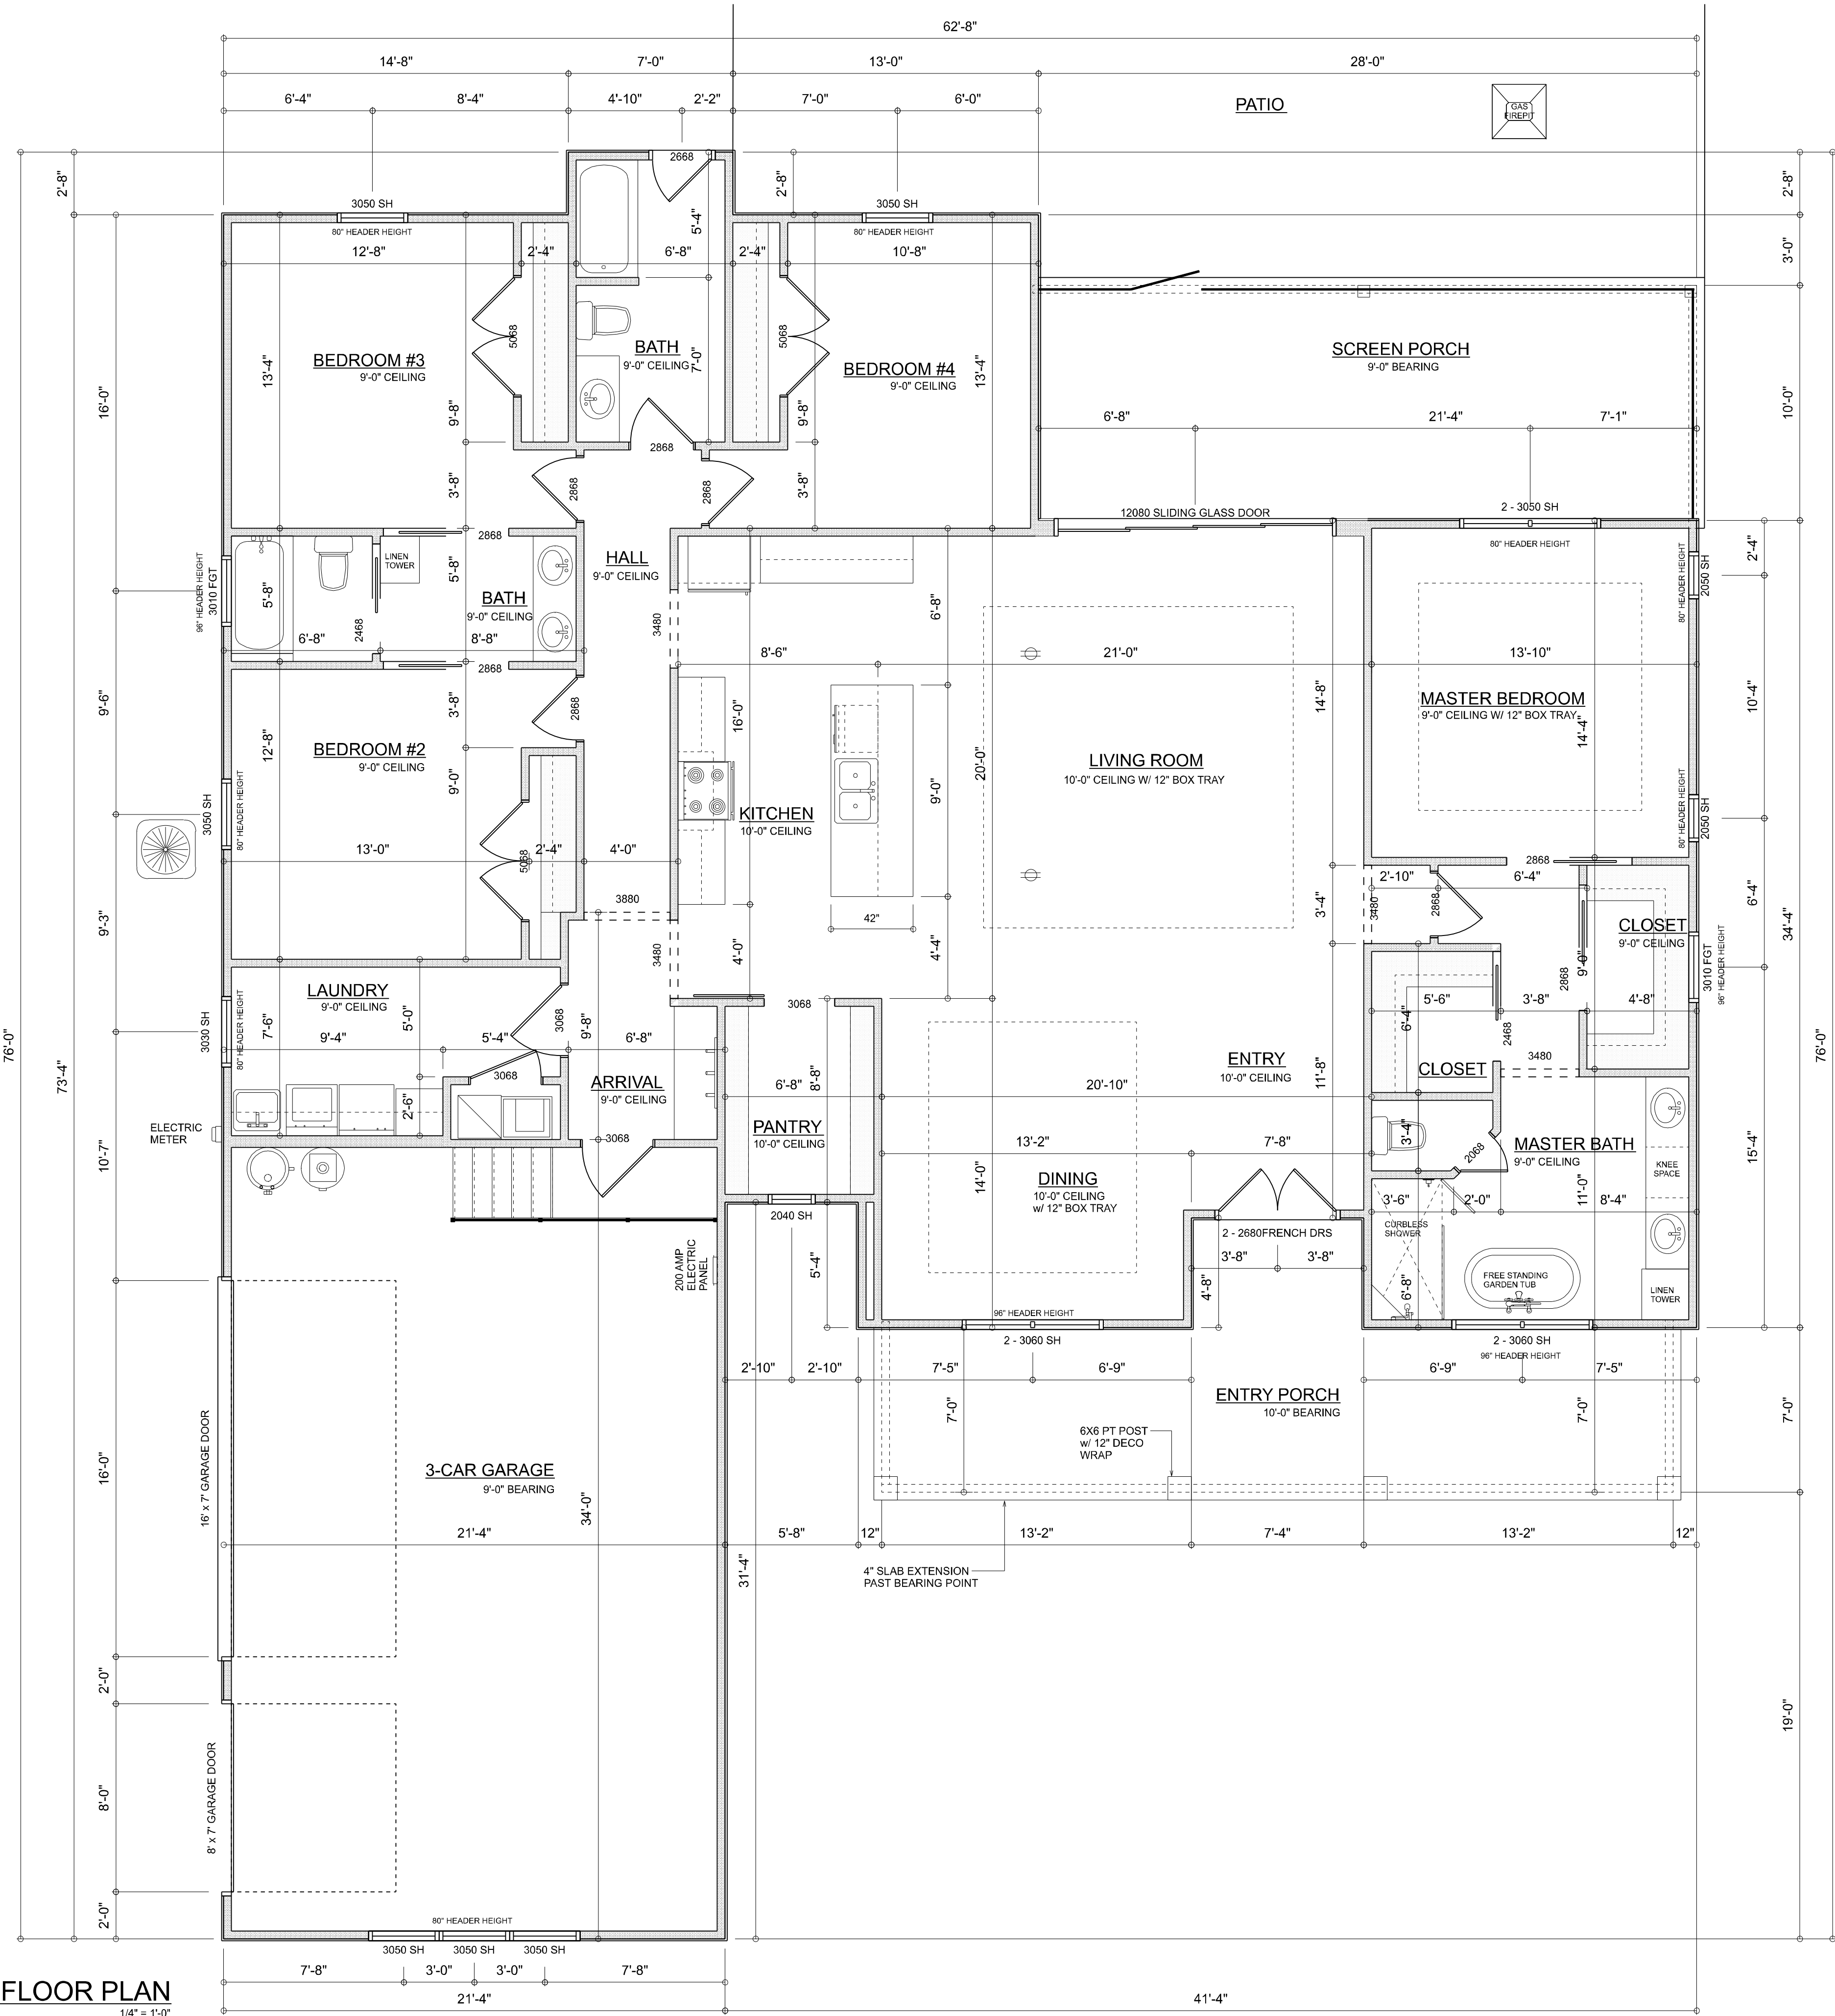 62'-8"
14'-8" 7'-0" 13'-0" 28'-0"
6'-4" 8'-4" 4'-10" 2'-2" 7'-0" 6'-0"
PATIO
GAS
FIREPIT
2'-8" 2'-8" 2'-8"
2668
3050 SH 3050 SH
80" HEADER HEIGHT 80" HEADER HEIGHT
5'-4"
3'-0"
12'-8" 2'-4" 6'-8" 2'-4" 10'-8"
5068 5068
BATH
9'-0" CEILING
7'-0"
SCREEN PORCH
9'-0" BEARING
BEDROOM #3
9'-0" CEILING
BEDROOM #4
9'-0" CEILING
13'-4" 13'-4"
16'-0" 10'-0"
9'-8" 9'-8"
6'-8" 21'-4" 7'-1"
2868
3'-8" 2868 2868 3'-8"
12080 SLIDING GLASS DOOR
2 - 3050 SH
80" HEADER HEIGHT
2868
HALL
9'-0" CEILING
LINEN
TOWER
5'-8" 5'-8"
96" HEADER HEIGHT
3010 FGT
BATH
9'-0" CEILING
2468
6'-8" 8'-8"
3480
6'-8"
80" HEADER HEIGHT
2050 SH
2'-4"
8'-6" 21'-0" 13'-10"
2868
9'-6"
3'-8" 2868
16'-0"
14'-8"
MASTER BEDROOM
9'-0" CEILING W/ 12" BOX TRAY
14'-4"
10'-4"
12'-8"
BEDROOM #2
9'-0" CEILING
9'-0"
20'-0"
9'-0"
LIVING ROOM
10'-0" CEILING W/ 12" BOX TRAY
3050 SH
80" HEADER HEIGHT
KITCHEN
10'-0" CEILING
80" HEADER HEIGHT
2050 SH
13'-0" 5068 2'-4" 4'-0"
2868
3880
2'-10" 6'-4"
42"
3'-4" 3480 2868
6'-4"
9'-3"
CLOSET
9'-0" CEILING
34'-4"
3480
4'-0"
4'-4"
2868
9'-0"
3010 FGT
96" HEADER HEIGHT
LAUNDRY
9'-0" CEILING
3068
5'-6" 3'-8" 4'-8"
6'-4"
3030 SH
80" HEADER HEIGHT
7'-6"
5'-0"
3068
9'-8"
2468
9'-4" 5'-4" 6'-8"
3480
76'-0"
73'-4"
76'-0"
ENTRY
10'-0" CEILING
11'-8"
CLOSET
3068
ARRIVAL
9'-0" CEILING
6'-8"
8'-8"
20'-10"
2'-6"
ELECTRIC
METER
PANTRY
10'-0" CEILING
3068
3'-4"
2068
MASTER BATH
9'-0" CEILING
13'-2" 7'-8"
10'-7"
15'-4"
KNEE
SPACE
DINING
10'-0" CEILING
w/ 12" BOX TRAY
14'-0"
3'-6" 2'-0" 11'-0" 8'-4"
2040 SH
CURBLESS
SHOWER
2 - 2680FRENCH DRS
3'-8" 3'-8"
200 AMP
ELECTRIC
PANEL
5'-4"
4'-8"
6'-8"
FREE STANDING
GARDEN TUB
LINEN
TOWER
96" HEADER HEIGHT
2 - 3060 SH
2 - 3060 SH
96" HEADER HEIGHT
2'-10" 2'-10" 7'-5" 6'-9" 6'-9" 7'-5"
7'-0" 7'-0" 7'-0"
ENTRY PORCH
10'-0" BEARING
6X6 PT POST
w/ 12" DECO
WRAP
16' x 7' GARAGE DOOR
16'-0"
3-CAR GARAGE
9'-0" BEARING
34'-0"
21'-4" 5'-8" 12" 13'-2" 7'-4" 13'-2" 12"
31'-4"
4" SLAB EXTENSION
PAST BEARING POINT
2'-0"
19'-0"
8'-0"
8' x 7' GARAGE DOOR
2'-0"
80" HEADER HEIGHT
3050 SH 3050 SH 3050 SH
7'-8" 3'-0" 3'-0" 7'-8"
FLOOR PLAN
1/4" = 1'-0"
21'-4" 41'-4"